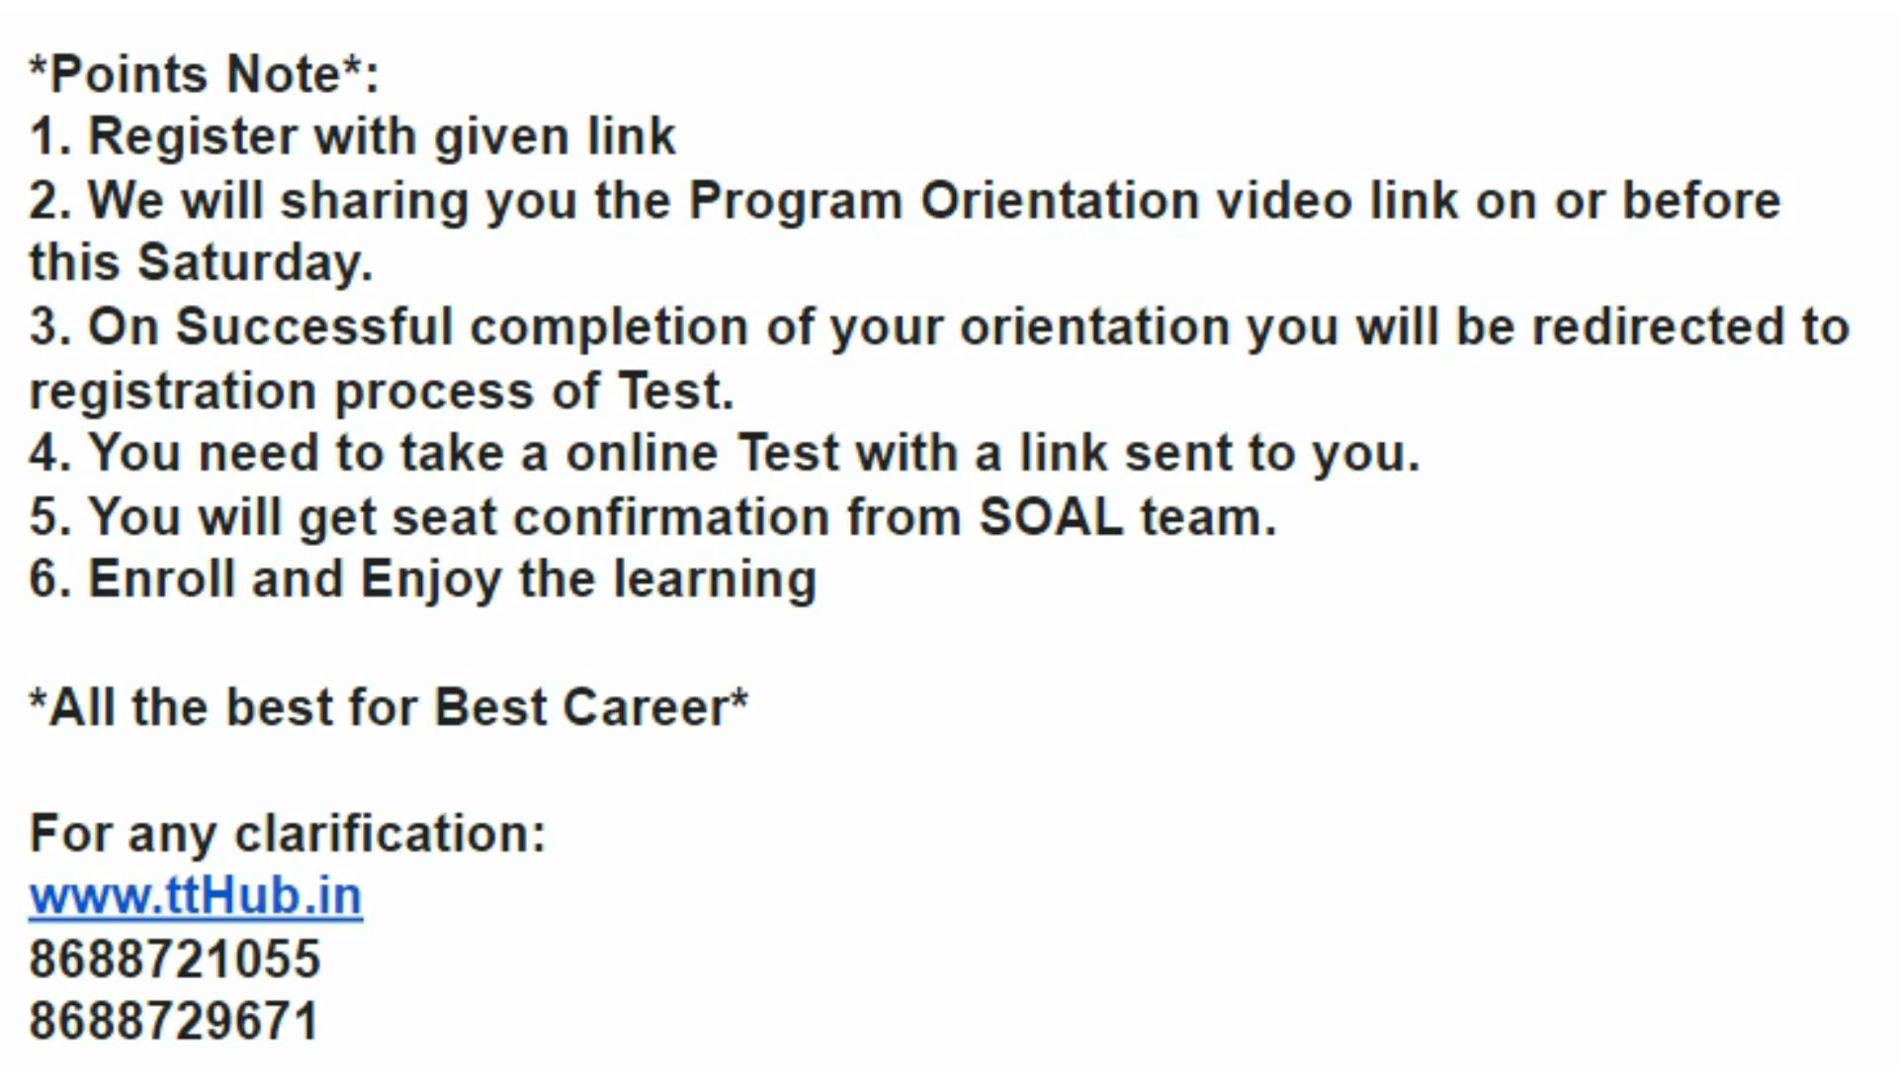 *Points Note*:
1. Register with given link
2. We will sharing you the Program Orientation video link on or before
this Saturday.
3. On Successful completion of your orientation you will be redirected to
registration process of Test.
4. You need to take a online Test with a link sent to you.
5. You will get seat confirmation from SOAL team.
6. Enroll and Enjoy the learning
*All the best for Best Career*
For any clarification:
www.ttHub.in
8688721055
8688729671